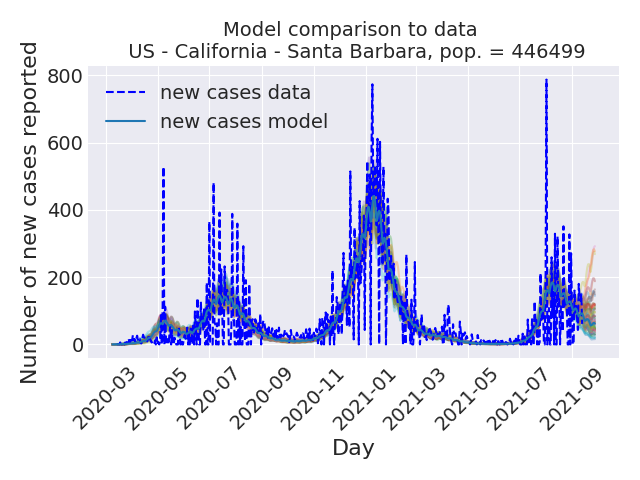 Model comparison to data
US - California - Santa Barbara, pop. = 446499
Number of new cases reported
800
600
400
200
0
new cases data
new cases model
2020-03
2020-05
2020-07
2020-09
2020-11
2021-01
2021-03
2021-05
2021-07
2021-09
Day